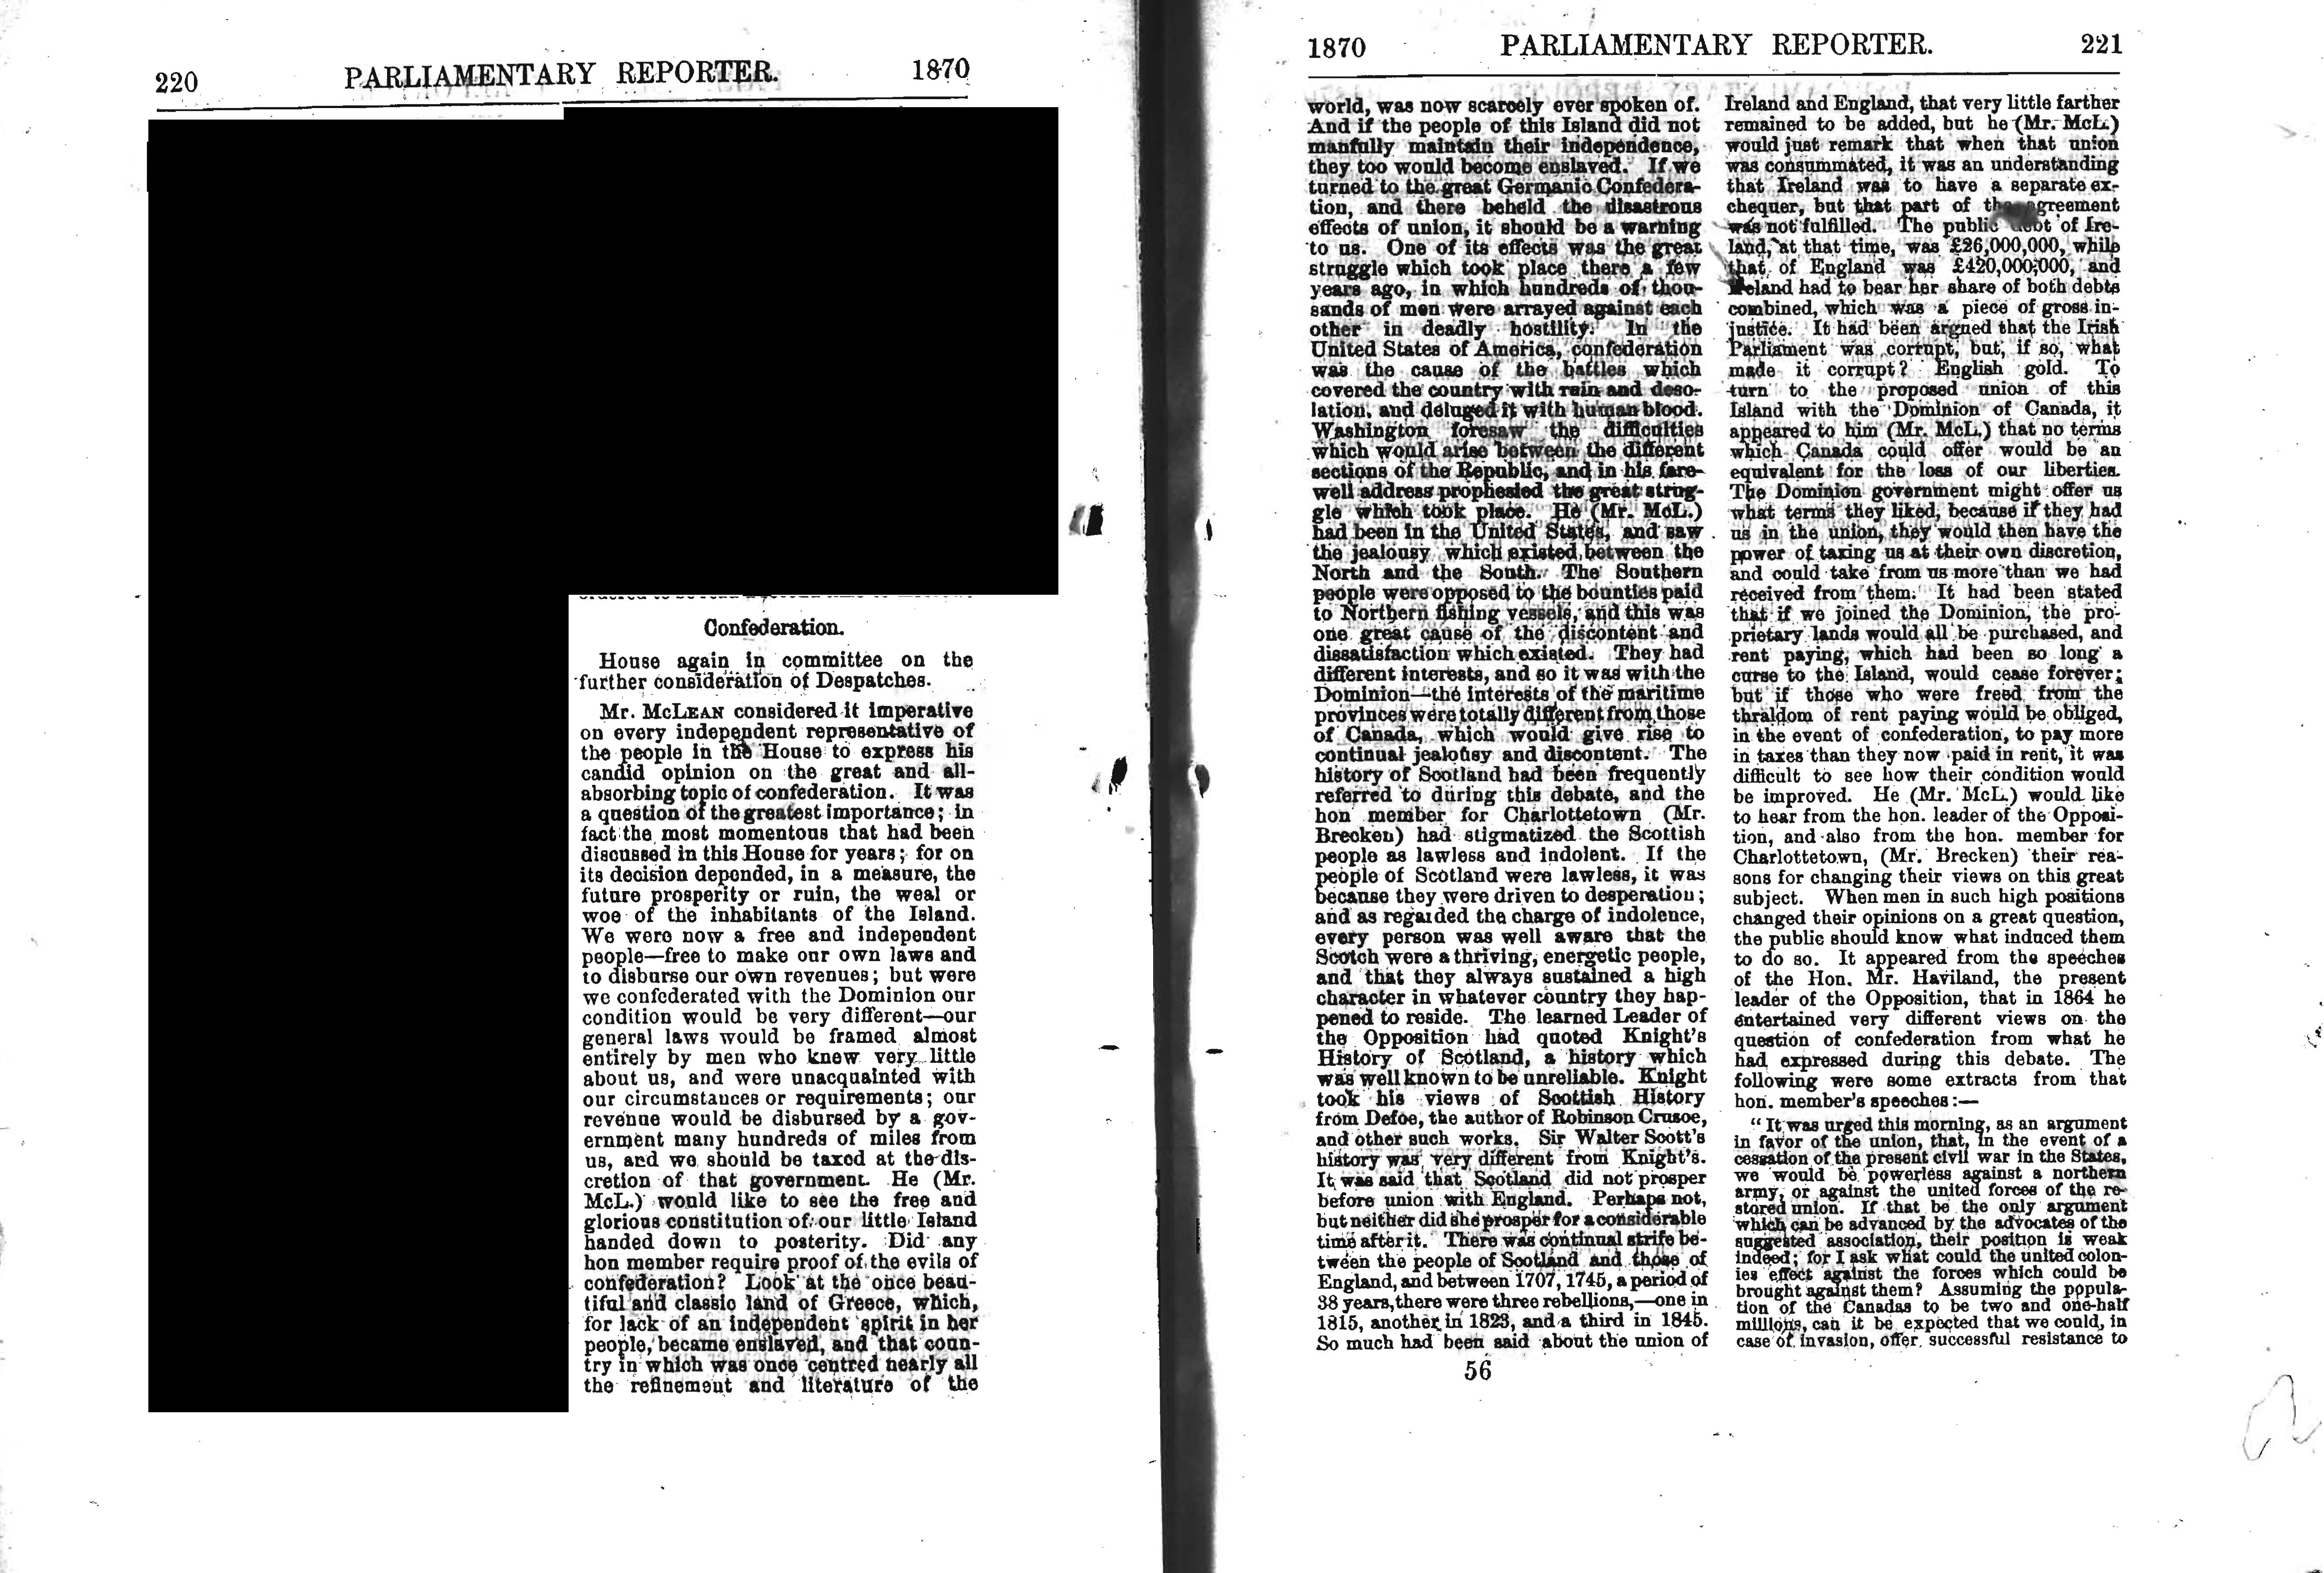 220 PARLIAMENTARY REPORTER. 1870
Confederation.
House again in committee on the
further consideration of Despatches.
Mr. McLEAN considered it imperative
on every independent representative of
the people in the House to express his
candid opinion on the great and all-
absorbing topic of confederation. It was
a question of the greatest importance; in
fact the most momentous that had been
discussed in this House for years; for on
its decision depended, in a measure, the
future prosperity or ruin, the weal or
woe of the inhabitants of the Island.
We were now a free and independent
people—free to make our own laws and
to disburse our own revenues; but were
we confederated with the Dominion our
condition would be very different—our
general laws would be framed almost
entirely by men who knew very little
about us, and were unacquainted with
our circumstances or requirements; our
revenue would be disbursed by a gov-
ernment many hundreds of miles from
us, and we should be taxed at the dis-
cretion of that government. He (Mr.
McL.) would like to see the free and
glorious constitution of our little Island
handed down to posterity. Did any
hon member require proof of the evils of
confederation? Look at the once beau-
tiful and classic land of Greece, which,
for lack of an independent spirit in her
people, became enslaved, and that coun-
try in which was once centred nearly all
the refinement and literature of the
1870 PARLIAMENTARY REPORTER. 221
world, was now scarcely ever spoken of.
And if the people of this Island did not
manfully maintain their independence,
they too would become enslaved. If we
turned to the great Germanic Confedera-
tion, and there beheld the disastrous
effects of union, it should be a warning
to us. One of its effects was the great
struggle which took place there a few
years ago, in which hundreds of thou-
sands of men were arrayed against each
other in deadly hostility. In the
United States of America, confederation
was the cause of the battles which
covered the country with ruin and deso-
lation, and deluged it with human blood.
Washington foresaw the difficulties
which would arise between the different
sections of the Republic, and in his fare-
well address prophesied the great strug-
gle which took place. He (Mr. McL.)
had been in the United States, and saw
the jealousy which existed between the
North and the South. The Southern
people were opposed to the bounties paid
to Northern fishing vessels, and this was
one great cause of the discontent and
dissatisfaction which existed. They had
different interests, and so it was with the
Dominion—the interests of the maritime
provinces were totally different from those
of Canada, which would give rise to
continual jealousy and discontent. The
history of Scotland had been frequently
referred to during this debate, and the
hon member for Charlottetown (Mr.
Brecken) had stigmatized the Scottish
people as lawless and indolent. If the
people of Scotland were lawless, it was
because they were driven to desperation;
and as regarded the charge of indolence,
every person was well aware that the
Scotch were a thriving, energetic people,
and that they always sustained a high
character in whatever country they hap-
pened to reside. The learned Leader of
the Opposition had quoted Knight's
History of Scotland, a history which
was well known to be unreliable. Knight
took his views of Scottish History
from Defoe, the author of Robinson Crusoe,
and other such works. Sir Walter Scott's
history was very different from Knight's.
It was said that Scotland did not prosper
before union with England. Perhaps not,
but neither did she prosper for a considerable
time after it. There was continual strife be-
tween the people of Scotland and those of
England, and between 1707, 1745, a period of
38 years, there were three rebellions,—one in
1815, another in 1823, and a third in 1845.
So much had been said about the union of
56
Ireland and England, that very little farther
remained to be added, but he (Mr. McL.)
would just remark that when that union
was consummated, it was an understanding
that Ireland was to have a separate ex-
chequer, but that part of the agreement
was not fulfilled. The public debt of Ire-
land, at that time, was £26,000,000, while
that of England was £420,000,000, and
Ireland had to bear her share of both debts
combined, which was a piece of gross in-
justice. It had been argned that the Irish
Parliament was corrupt, but, if so, what
made it corrupt? English gold. To
turn to the proposed union of this
Island with the Dominion of Canada, it
appeared to him (Mr. McL.) that no terms
which Canada could offer would be an
equivalent for the loss of our liberties.
The Dominion government might offer us
what terms they liked, because if they had
us in the union, they would then have the
power of taxing us at their own discretion,
and could take from us more than we had
received from them. It had been stated
that if we joined the Dominion, the pro-
prietary lands would all be purchased, and
rent paying, which had been so long a
curse to the Island, would cease forever;
but if those who were freed from the
thraldom of rent paying would be obliged,
in the event of confederation, to pay more
in taxes than they now paid in rent, it was
difficult to see how their condition would
be improved. He (Mr. McL.) would like
to hear from the hon. leader of the Opposi-
tion, and also from the hon. member for
Charlottetown, (Mr. Brecken) their rea-
sons for changing their views on this great
subject. When men in such high positions
changed their opinions on a great question,
the public should know what induced them
to do so. It appeared from the speeches
of the Hon. Mr. Haviland, the present
leader of the Opposition, that in 1864 he
entertained very different views on the
question of confederation from what he
had expressed during this debate. The
following were some extracts from that
hon. member's speeches:—
"It was urged this morning, as an argument
in favor of the union, that, in the event of a
cessation of the present civil war in the States,
we would be powerless against a northern
army, or against the united forces of the re-
stored union. If that be the only argument
which can be advanced by the advocates of the
suggested association, their position is weak
indeed; for I ask what could the united colon-
ies effect against the forces which could be
brought against them? Assuming the popula-
tion of the Canadas to be two and one-half
millions, can it be expected that we could, in
case of invasion, offer successful resistance to